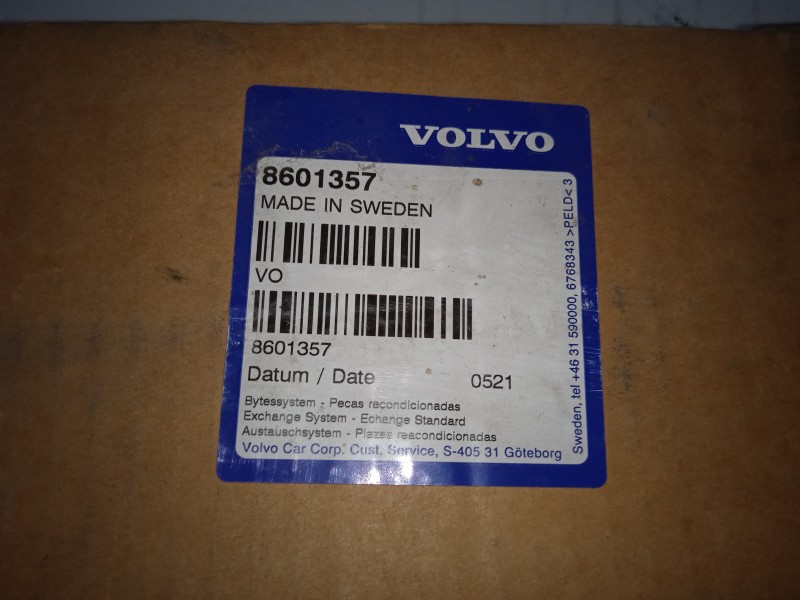 VOLVO
8601357
MADE IN SWEDEN
VO
8601357
Datum / Date 0521
Bytessystem - Pecas recondicionadas
Exchange System - Echange Standard
Austauschsystem - Piazas reacondicionadas
Volvo Car Corp. Cust. Service, S-405 31 Göteborg
Sweden, tel +46 31 590000, 6768343 >PELD< 3